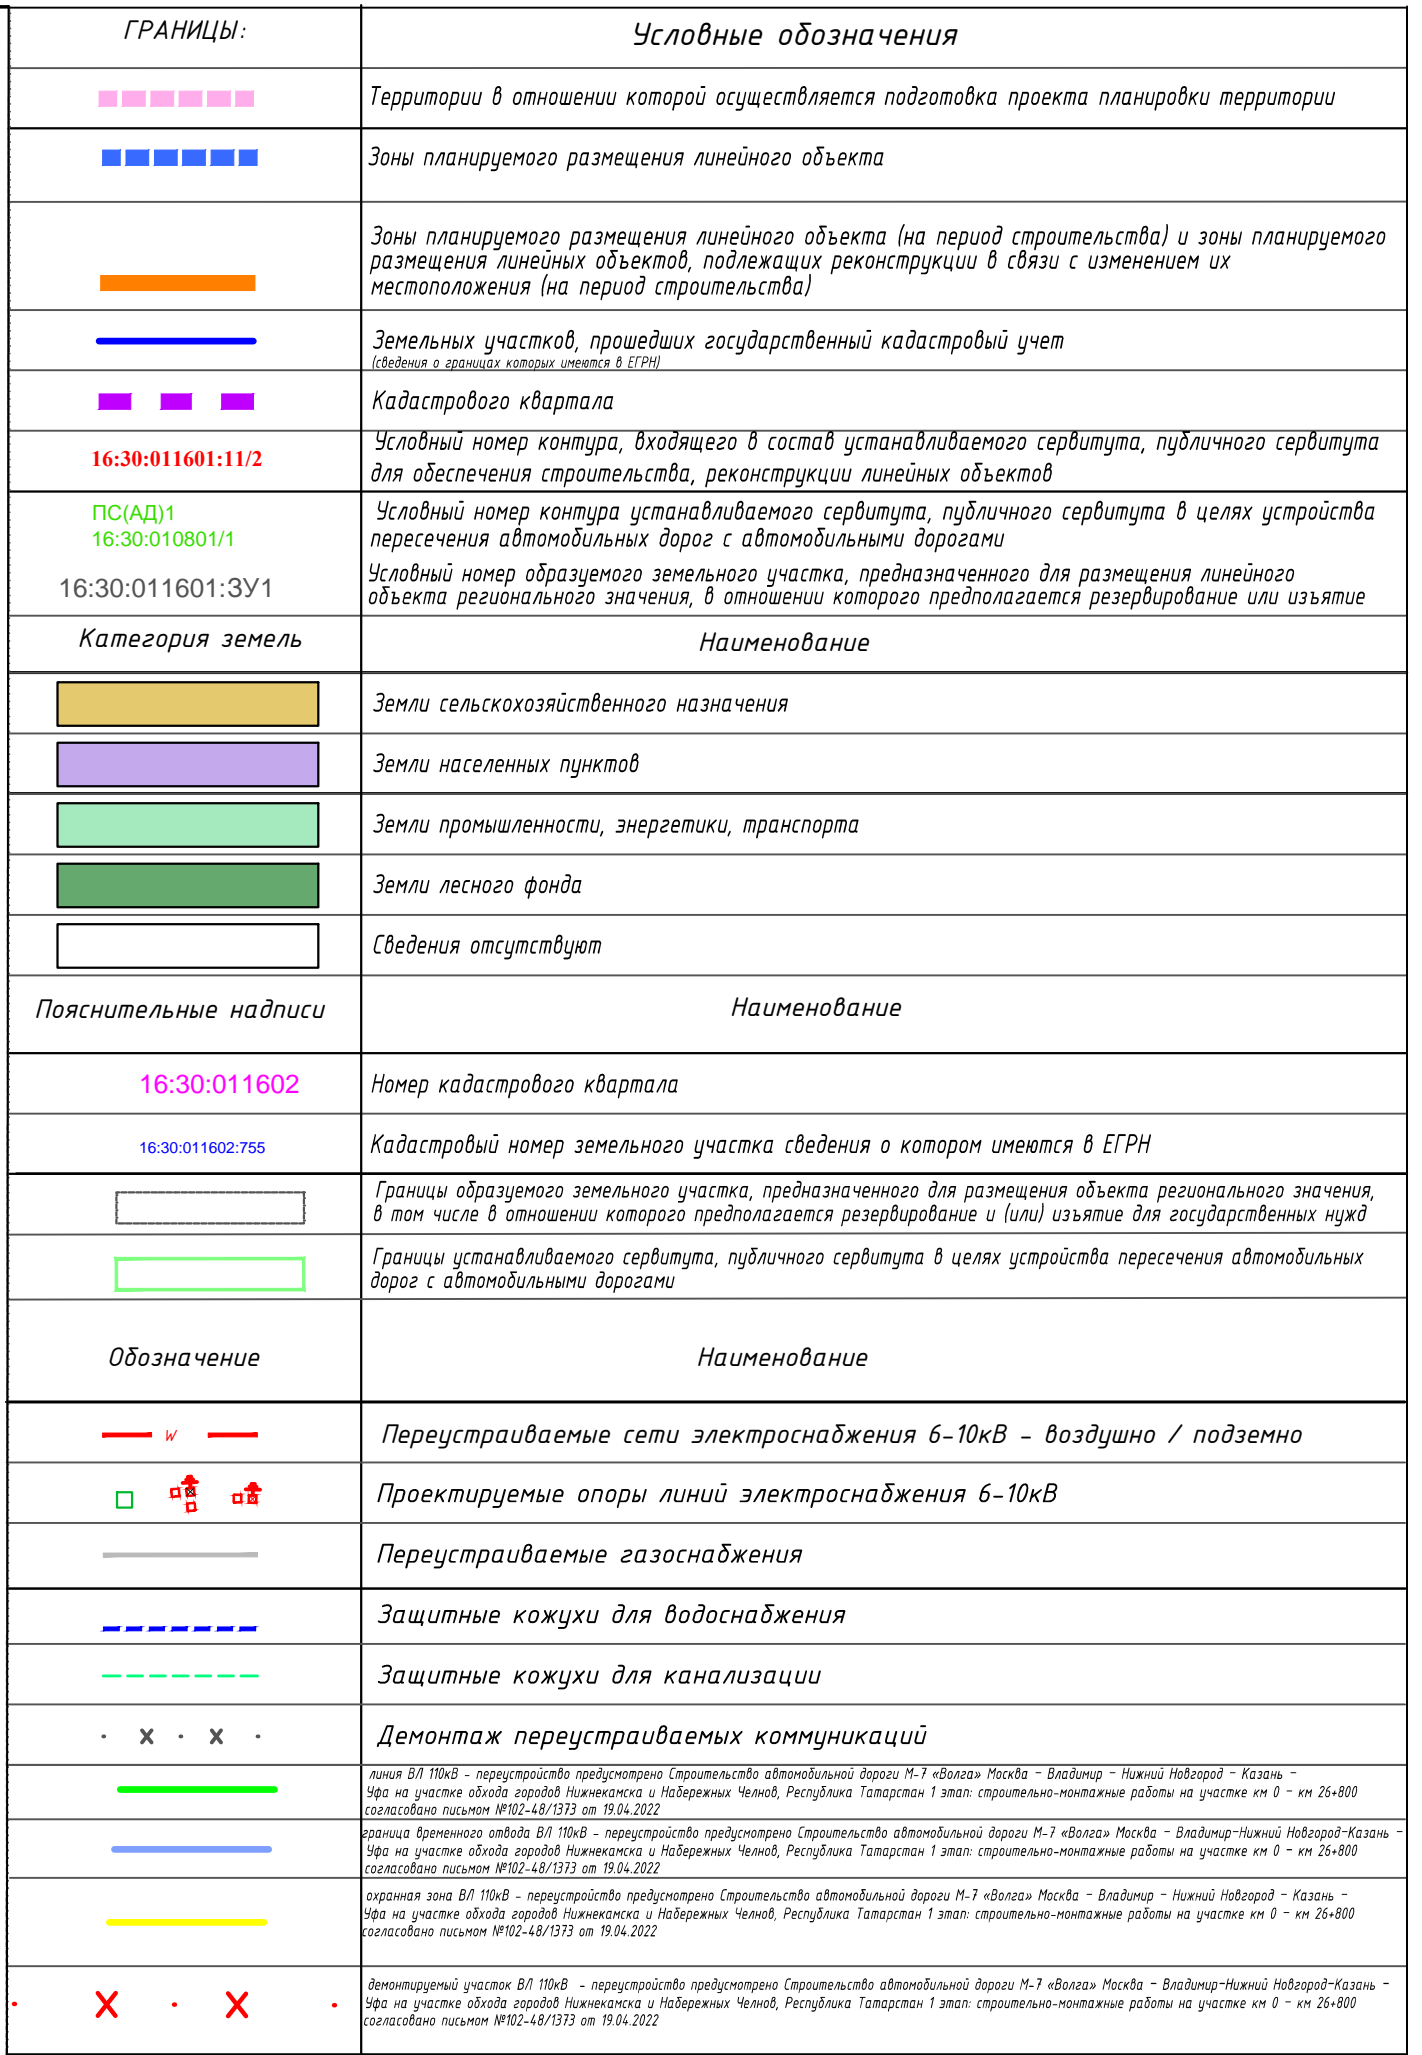 ГРАНИЦЫ:
Условные обозначения
Территории в отношении которой осуществляется подготовка проекта планировки территории
Зоны планируемого размещения линейного объекта
Зоны планируемого размещения линейного объекта (на период строительства) и зоны планируемого
размещения линейных объектов, подлежащих реконструкции в связи с изменением их
местоположения (на период строительства)
Земельных участков, прошедших государственный кадастровый учет
(сведения о границах которых имеются в ЕГРН)
Кадастрового квартала
16:30:011601:11/2
Условный номер контура, входящего в состав устанавливаемого сервитута, публичного сервитута
для обеспечения строительства, реконструкции линейных объектов
ПС(АД)1
16:30:010801/1
Условный номер контура устанавливаемого сервитута, публичного сервитута в целях устройства
пересечения автомобильных дорог с автомобильными дорогами
16:30:011601:ЗУ1
Условный номер образуемого земельного участка, предназначенного для размещения линейного
объекта регионального значения, в отношении которого предполагается резервирование или изъятие
Категория земель
Наименование
Земли сельскохозяйственного назначения
Земли населенных пунктов
Земли промышленности, энергетики, транспорта
Земли лесного фонда
Сведения отсутствуют
Пояснительные надписи
Наименование
16:30:011602
Номер кадастрового квартала
16:30:011602:755
Кадастровый номер земельного участка сведения о котором имеются в ЕГРН
Границы образуемого земельного участка, предназначенного для размещения объекта регионального значения,
в том числе в отношении которого предполагается резервирование и (или) изъятие для государственных нужд
Границы устанавливаемого сервитута, публичного сервитута в целях устройства пересечения автомобильных
дорог с автомобильными дорогами
Обозначение
Наименование
W
Переустраиваемые сети электроснабжения 6-10кВ - воздушно / подземно
Проектируемые опоры линий электроснабжения 6-10кВ
Переустраиваемые газоснабжения
Защитные кожухи для водоснабжения
Защитные кожухи для канализации
Демонтаж переустраиваемых коммуникаций
линия ВЛ 110кВ - переустройство предусмотрено Строительство автомобильной дороги М-7 «Волга» Москва – Владимир – Нижний Новгород – Казань –
Уфа на участке обхода городов Нижнекамска и Набережных Челнов, Республика Татарстан 1 этап: строительно-монтажные работы на участке км 0 – км 26+800
согласовано письмом №102-48/1373 от 19.04.2022
граница временного отвода ВЛ 110кВ - переустройство предусмотрено Строительство автомобильной дороги М-7 «Волга» Москва – Владимир-Нижний Новгород-Казань –
Уфа на участке обхода городов Нижнекамска и Набережных Челнов, Республика Татарстан 1 этап: строительно-монтажные работы на участке км 0 – км 26+800
согласовано письмом №102-48/1373 от 19.04.2022
охранная зона ВЛ 110кВ - переустройство предусмотрено Строительство автомобильной дороги М-7 «Волга» Москва – Владимир – Нижний Новгород – Казань –
Уфа на участке обхода городов Нижнекамска и Набережных Челнов, Республика Татарстан 1 этап: строительно-монтажные работы на участке км 0 – км 26+800
согласовано письмом №102-48/1373 от 19.04.2022
демонтируемый участок ВЛ 110кВ - переустройство предусмотрено Строительство автомобильной дороги М-7 «Волга» Москва – Владимир-Нижний Новгород-Казань –
Уфа на участке обхода городов Нижнекамска и Набережных Челнов, Республика Татарстан 1 этап: строительно-монтажные работы на участке км 0 – км 26+800
согласовано письмом №102-48/1373 от 19.04.2022